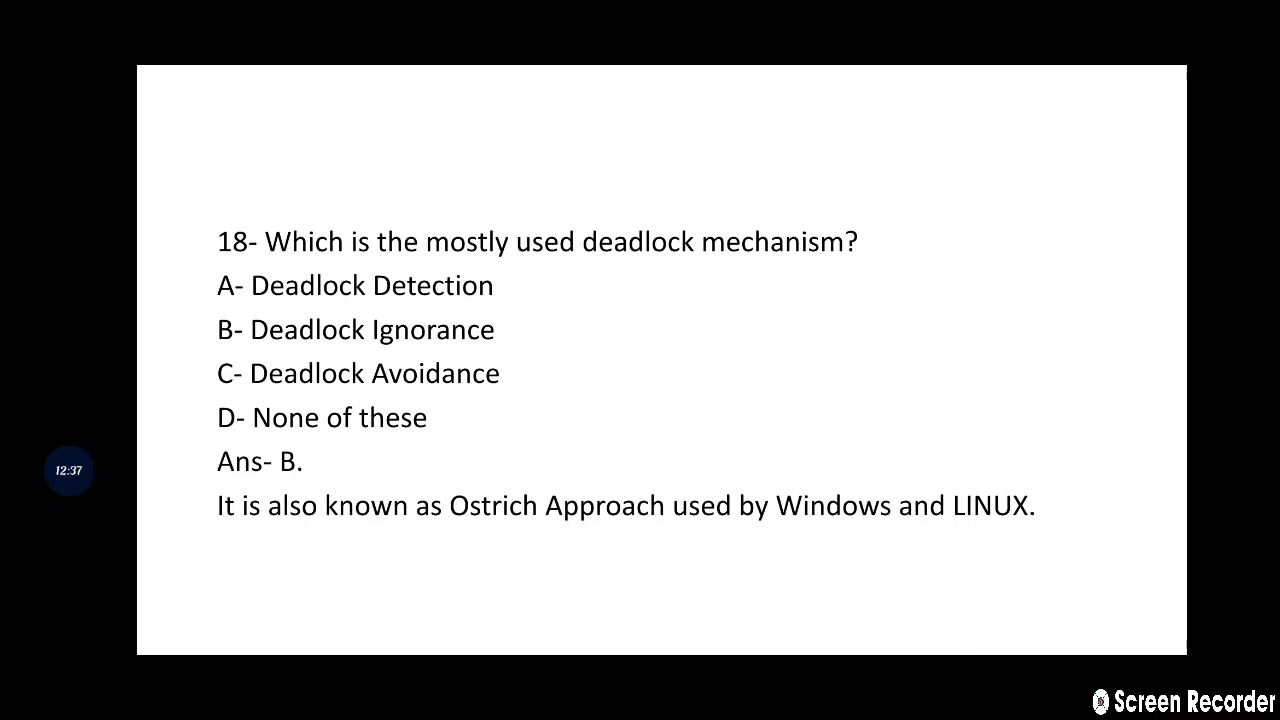 18- Which is the mostly used deadlock mechanism?
A- Deadlock Detection
B- Deadlock Ignorance
C- Deadlock Avoidance
D- None of these
Ans- B.
12:37
It is also known as Ostrich Approach used by Windows and LINUX.
Screen Recorder